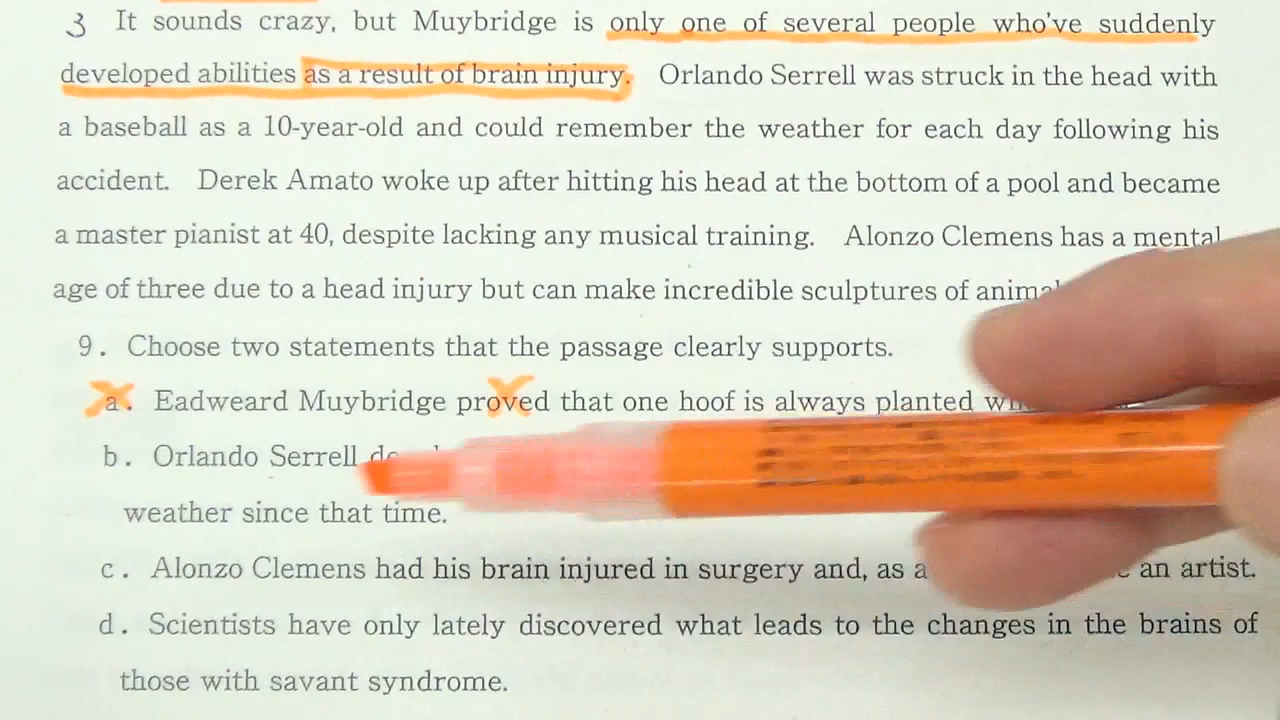 3 It sounds crazy, but Muybridge is only one of several people who've suddenly
developed abilities as a result of brain injury. Orlando Serrell was struck in the head with
a baseball as a 10-year-old and could remember the weather for each day following his
accident. Derek Amato woke up after hitting his head at the bottom of a pool and became
a master pianist at 40, despite lacking any musical training. Alonzo Clemens has a mental
age of three due to a head injury but can make incredible sculptures of
9. Choose two statements that the passage clearly supports.
a. Eadweard Muybridge proved that one hoof is always planted
b. Orlando Serrell
weather since that time.
c. Alonzo Clemens had his brain injured in surgery and, as a an artist.
d. Scientists have only lately discovered what leads to the changes in the brains of
those with savant syndrome.